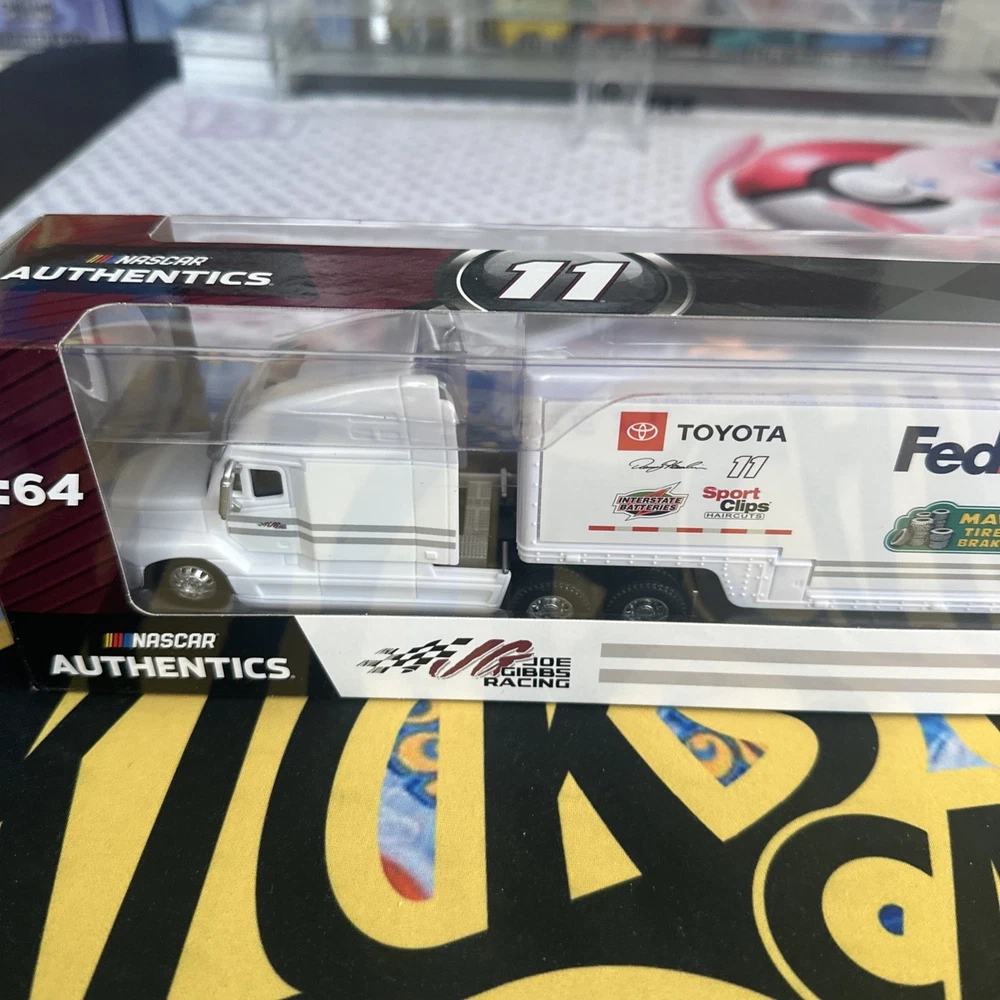 NASCAR
AUTHENTICS
11
:64
TOYOTA
11
INTERSTATE
BATTERIES
Sport
Clips
HAIRCUTS
Fed
MA
TIRE
BRAK
NASCAR
AUTHENTICS
JOE
GIBBS
RACING